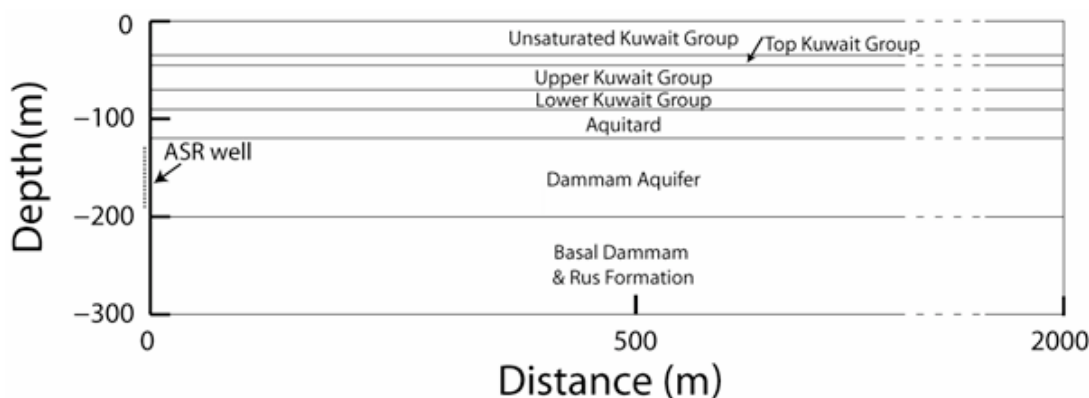 0
Unsaturated Kuwait Group
Top Kuwait Group
Upper Kuwait Group
Lower Kuwait Group
−100
Aquitard
ASR well
Dammam Aquifer
Depth(m)
−200
Basal Dammam
& Rus Formation
−300
0
500
2000
Distance (m)